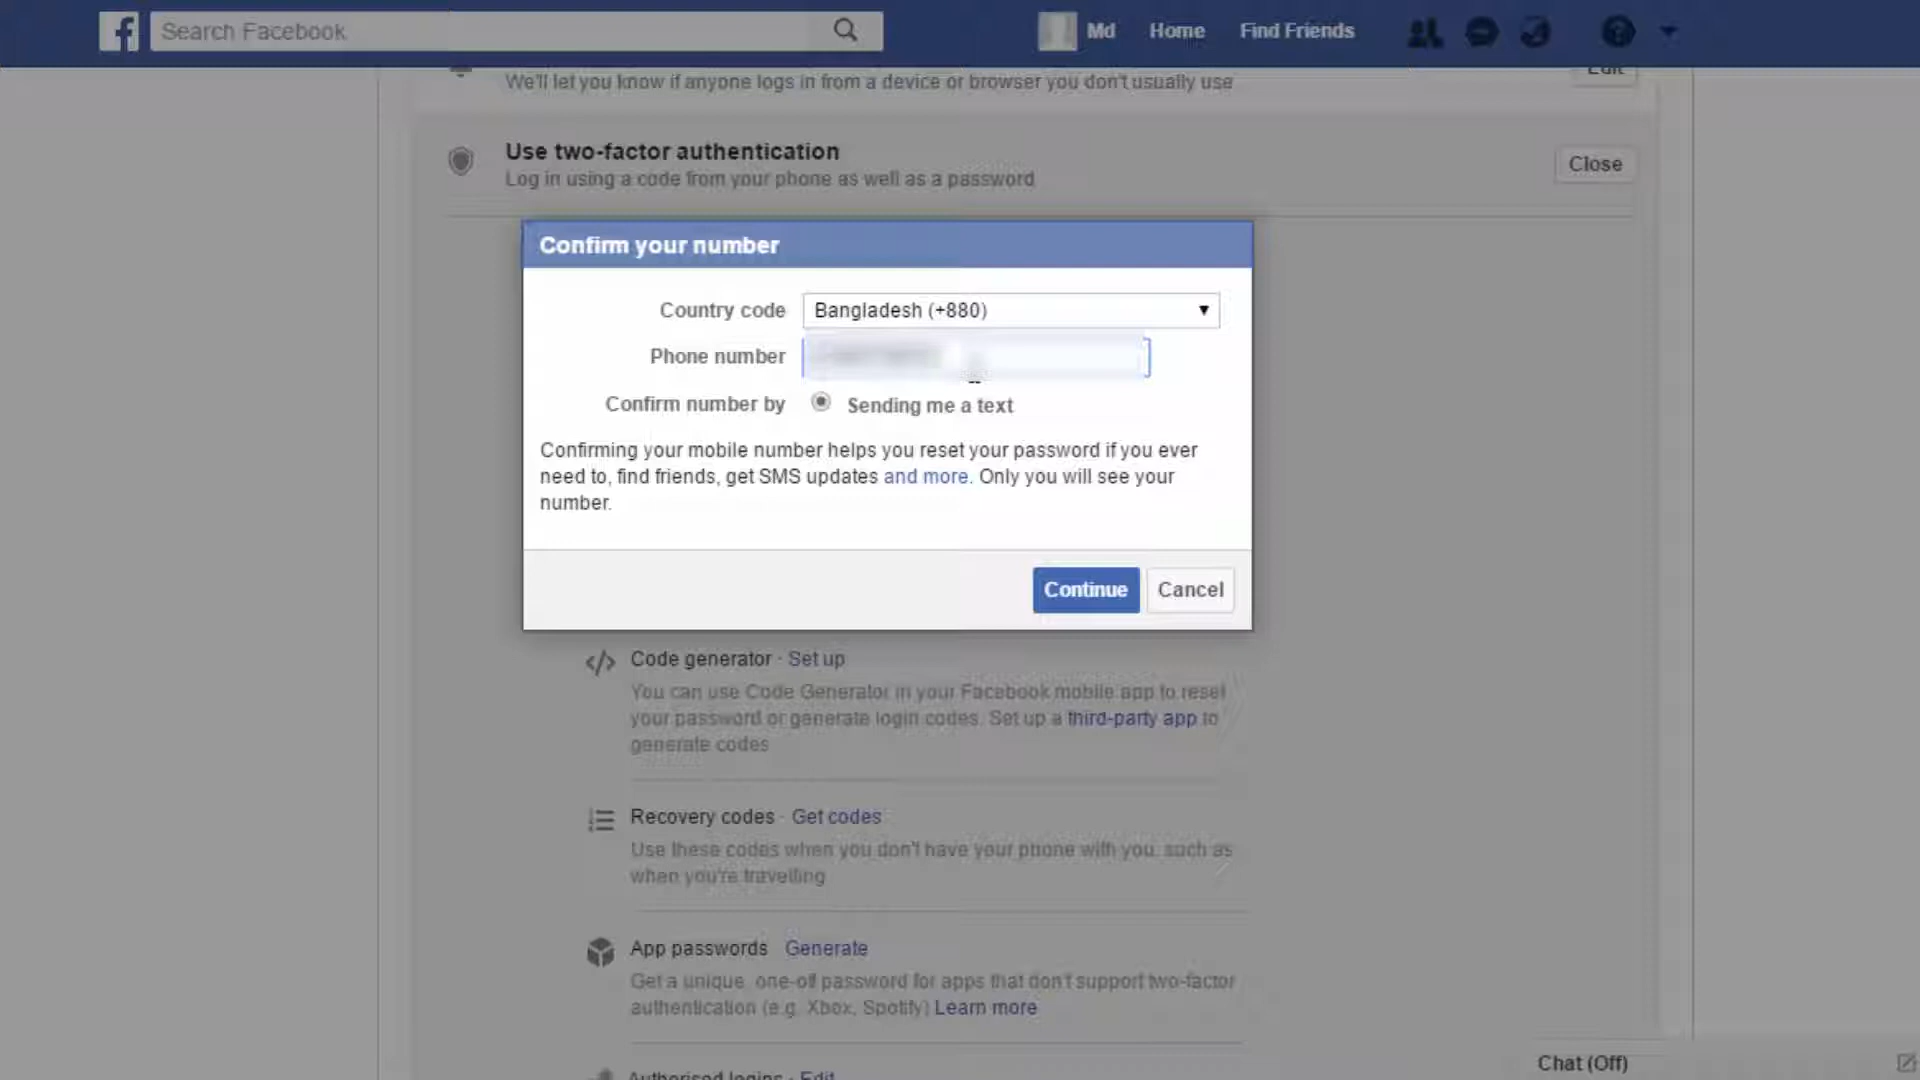 Search Facebook
Md Home Find Friends
We'll let you know if anyone logs in from a device or browser you don't usually use
Edit
Use two-factor authentication
Log in using a code from your phone as well as a password
Close
Confirm your number
Country code Bangladesh (+880)
Phone number
Confirm number by Sending me a text
Confirming your mobile number helps you reset your password if you ever
need to, find friends, get SMS updates and more. Only you will see your
number.
Continue Cancel
Code generator · Set up
You can use Code Generator in your Facebook mobile app to reset
your password or generate login codes. Set up a third-party app to
generate codes
Recovery codes · Get codes
Use these codes when you don't have your phone with you, such as
when you're travelling
App passwords Generate
Get a unique, one-off password for apps that don't support two-factor
authentication (e.g. Xbox, Spotify) Learn more
Authorised logins · Edit
Chat (Off)